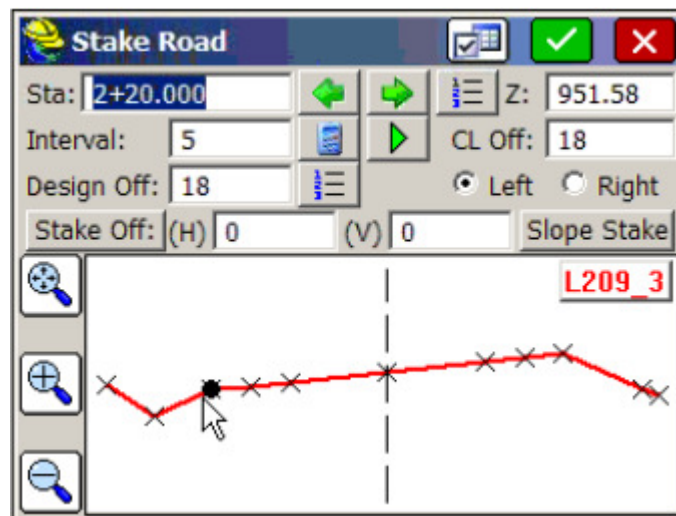 Stake Road
Sta: 2+20.000 Z: 951.58
Interval: 5 CL Off: 18
Design Off: 18 Left Right
Stake Off: (H) 0 (V) 0 Slope Stake
L209_3